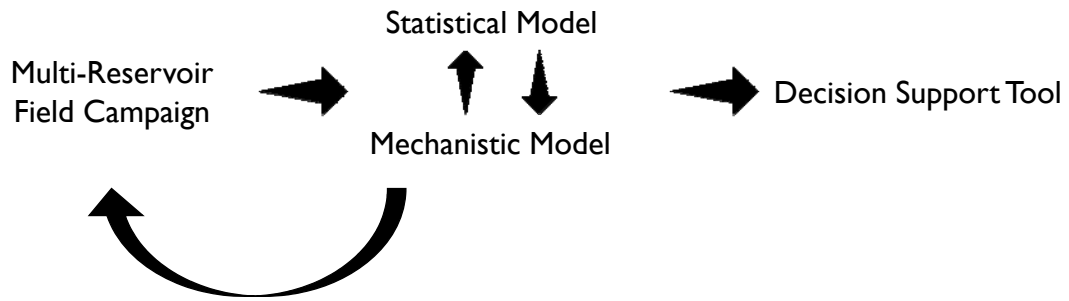 Statistical Model
Multi-Reservoir
Field Campaign
Decision Support Tool
Mechanistic Model